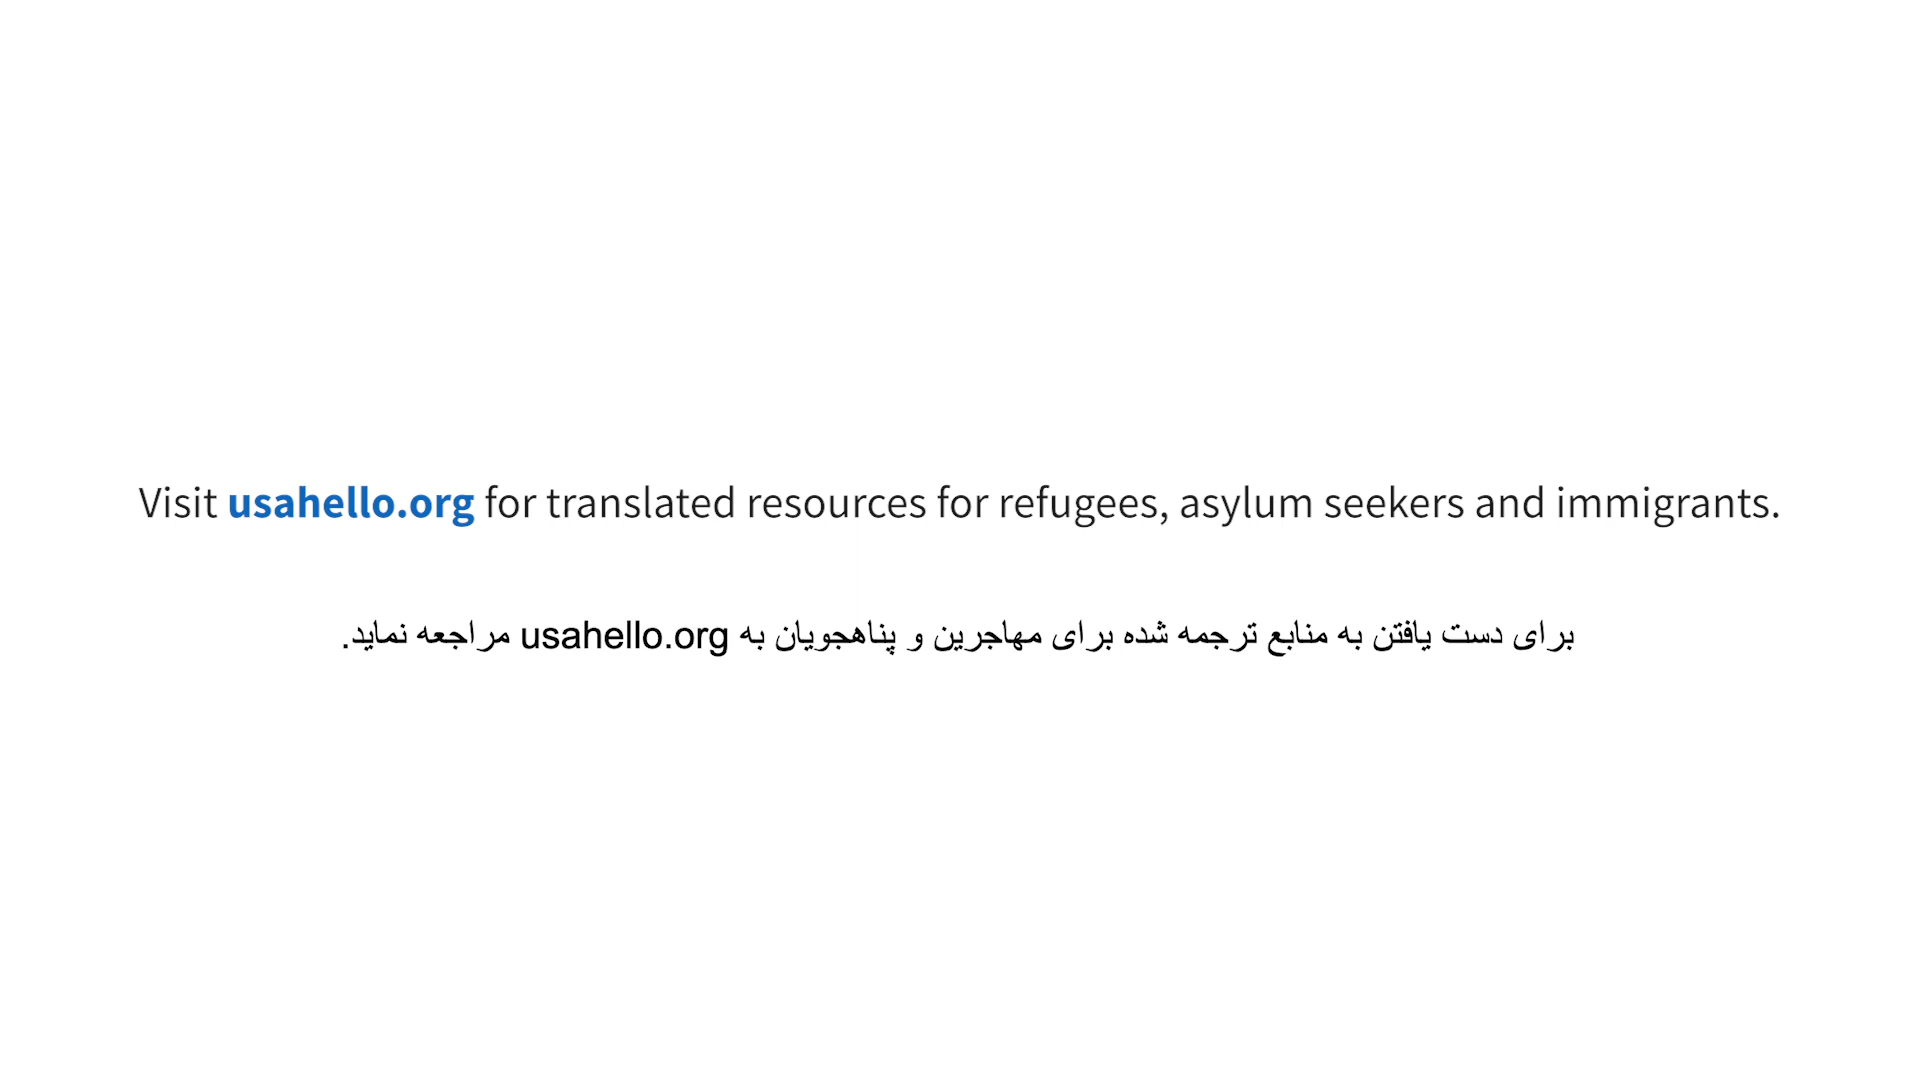 Visit usahello.org for translated resources for refugees, asylum seekers and immigrants.
برای دست یافتن به منابع ترجمه شده برای مهاجرین و پناهجویان به usahello.org مراجعه نماید.